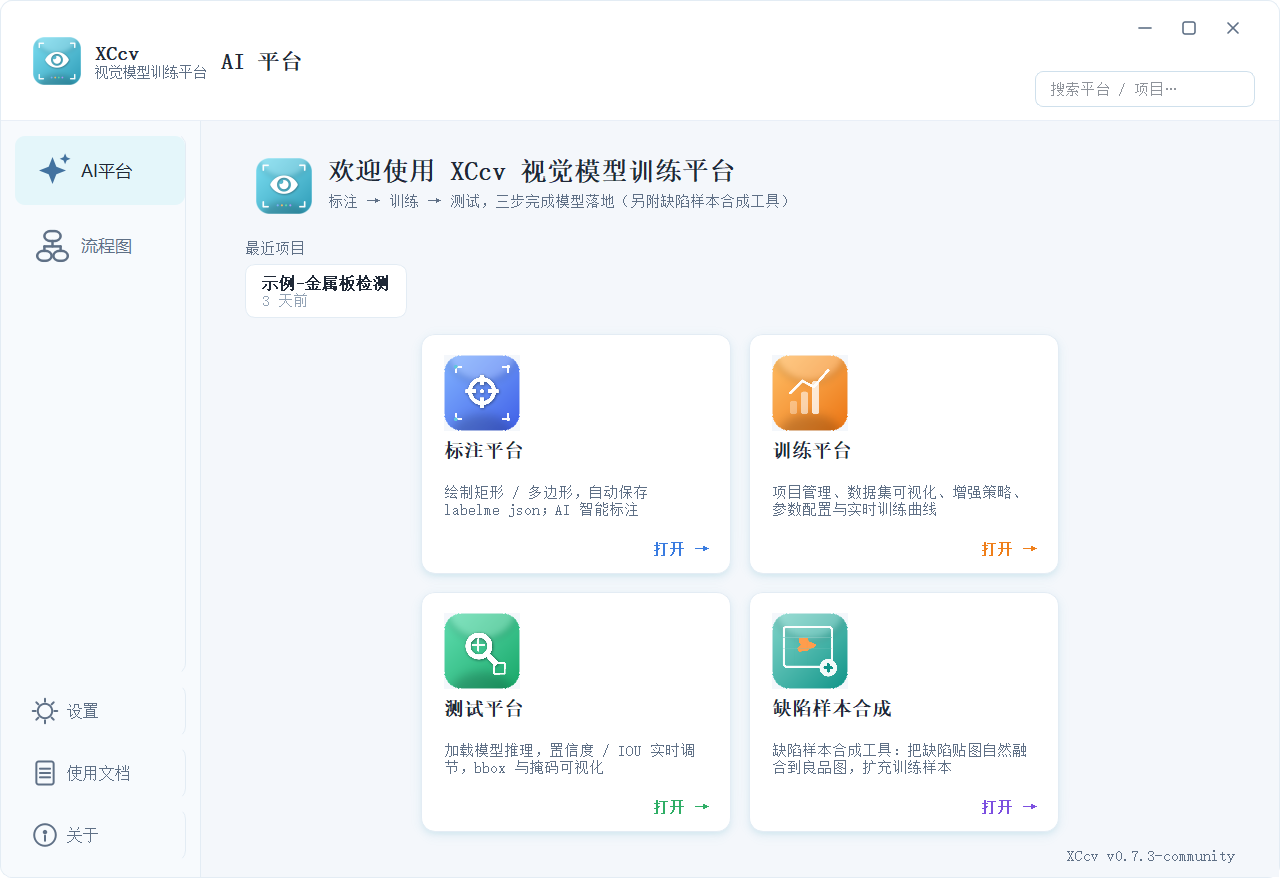 XCcv
视觉模型训练平台
AI 平台
搜索平台 / 项目…
AI平台
流程图
设置
使用文档
关于
欢迎使用 XCcv 视觉模型训练平台
标注 → 训练 → 测试，三步完成模型落地（另附缺陷样本合成工具）
最近项目
示例-金属板检测
3 天前
标注平台
绘制矩形 / 多边形，自动保存
labelme json；AI 智能标注
打开 →
训练平台
项目管理、数据集可视化、增强策略、
参数配置与实时训练曲线
打开 →
测试平台
加载模型推理，置信度 / IOU 实时调
节，bbox 与掩码可视化
打开 →
缺陷样本合成
缺陷样本合成工具：把缺陷贴图自然融
合到良品图，扩充训练样本
打开 →
XCcv v0.7.3-community